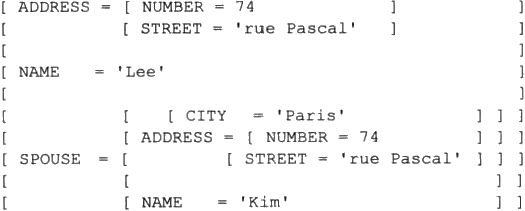 [ ADDRESS = [ NUMBER = 74               ]           ]
[           [ STREET = 'rue Pascal'     ]           ]
[                                                   ]
[ NAME    = 'Lee'                                   ]
[                                                   ]
[           [    [ CITY   = 'Paris'           ] ] ]
[           [ ADDRESS = [ NUMBER = 74         ] ] ]
[ SPOUSE  = [         [ STREET = 'rue Pascal' ] ] ]
[           [                                   ] ]
[           [ NAME    = 'Kim'                   ] ]